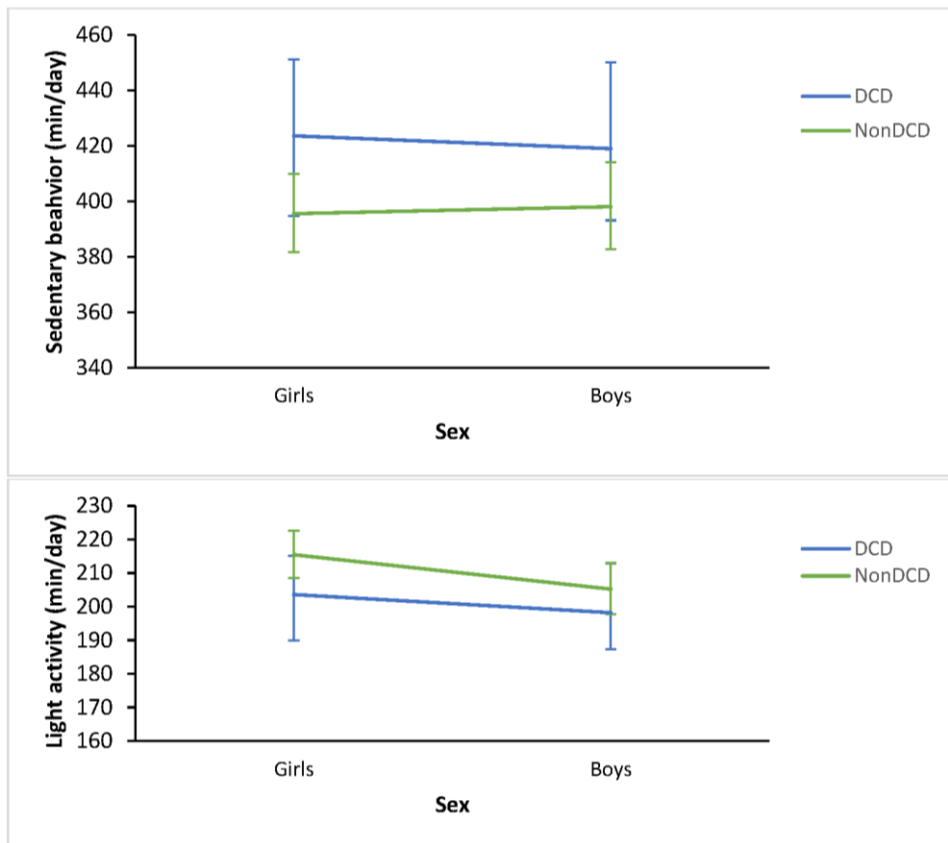 Sedentary beahvior (min/day)
460
440
420
400
380
360
340
Girls
Boys
Sex
DCD
NonDCD
Light activity (min/day)
230
220
210
200
190
180
170
160
Girls
Boys
Sex
DCD
NonDCD